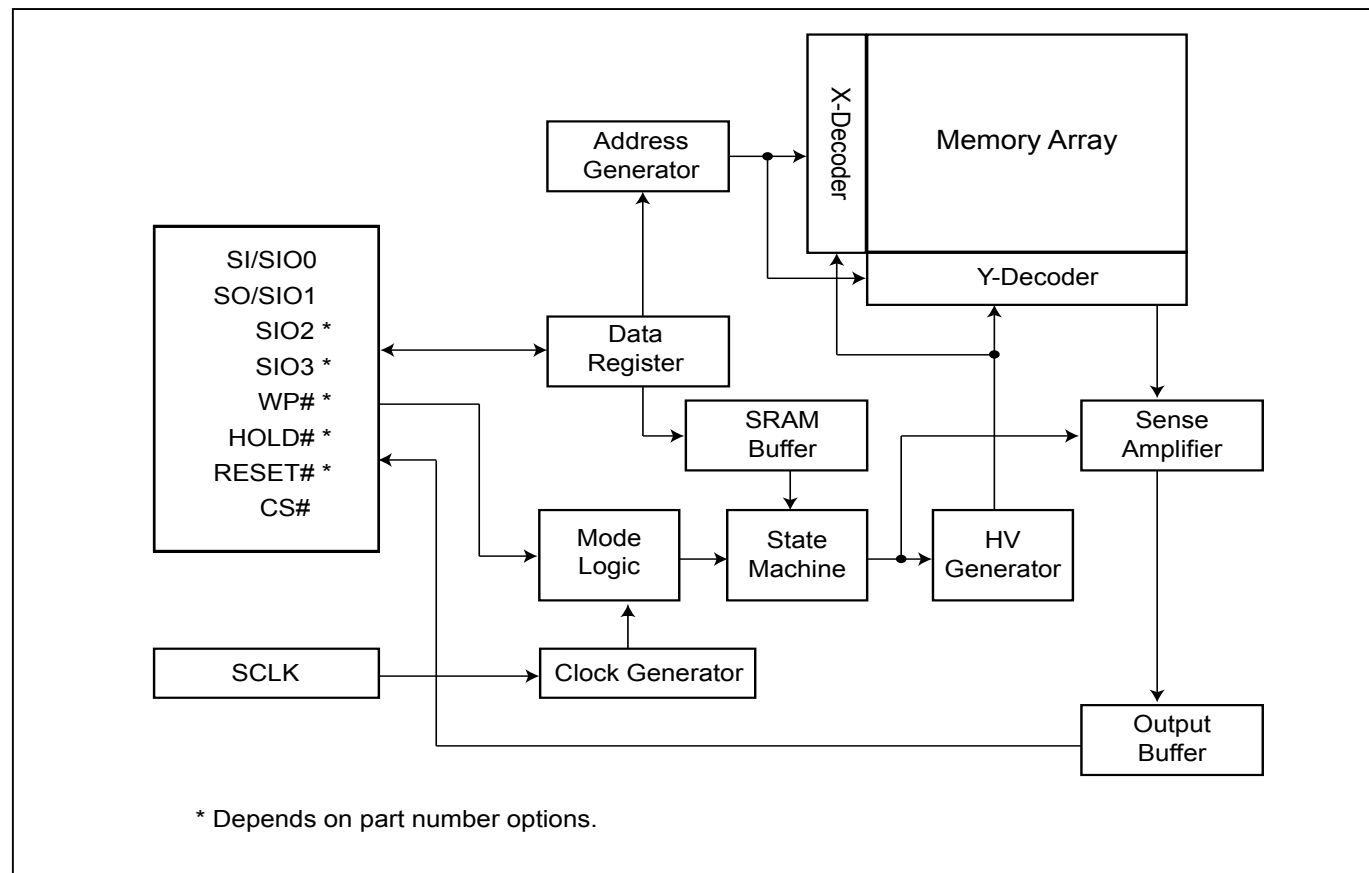 X-Decoder
Memory Array
Address
Generator
SI/SIO0
SO/SIO1
SIO2 *
SIO3 *
WP# *
HOLD# *
RESET# *
CS#
Y-Decoder
Data
Register
SRAM
Buffer
Sense
Amplifier
Mode
Logic
State
Machine
HV
Generator
SCLK
Clock Generator
Output
Buffer
* Depends on part number options.